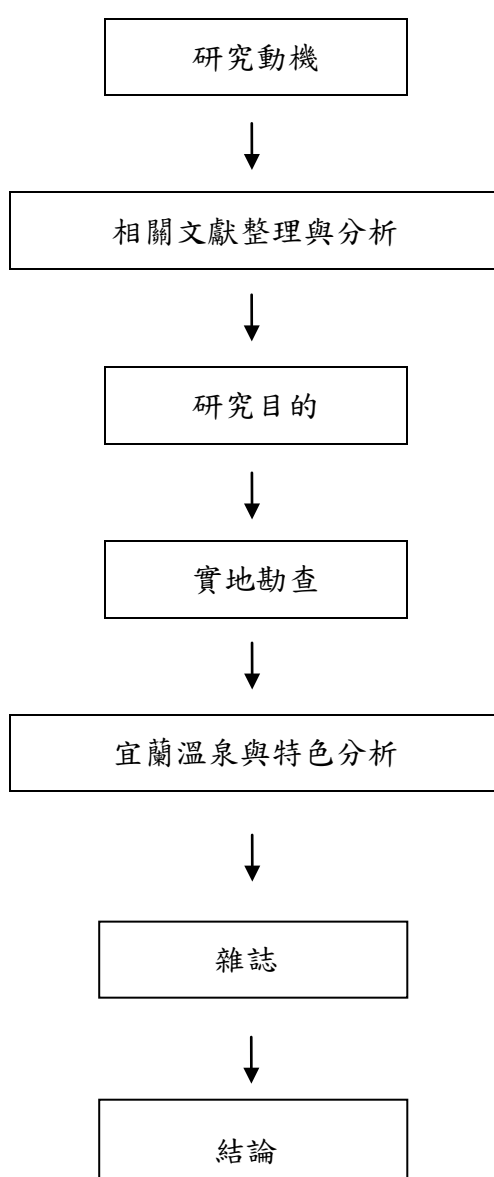 研究動機
相關文獻整理與分析
研究目的
實地勘查
宜蘭溫泉與特色分析
雜誌
結論